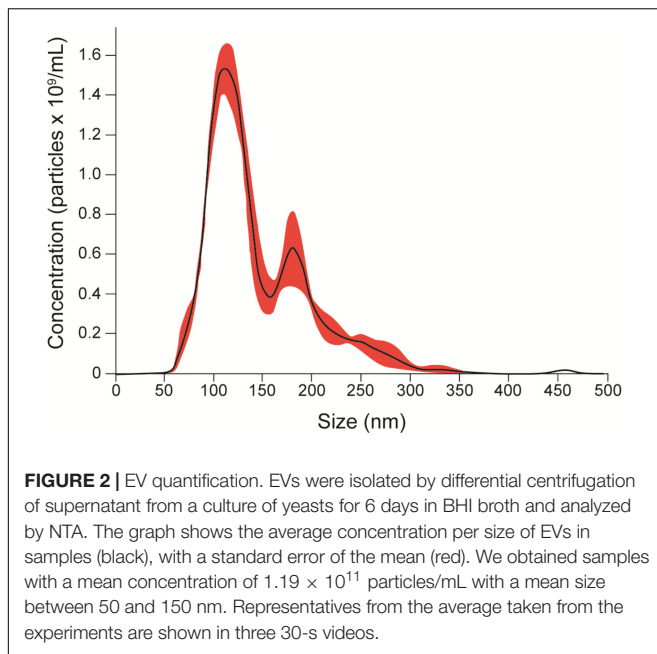 Concentration (particles x 10⁹/mL)
1.6
1.4
1.2
1.0
0.8
0.6
0.4
0.2
0
0 50 100 150 200 250 300 350 400 450 500
Size (nm)
FIGURE 2 | EV quantification. EVs were isolated by differential centrifugation
of supernatant from a culture of yeasts for 6 days in BHI broth and analyzed
by NTA. The graph shows the average concentration per size of EVs in
samples (black), with a standard error of the mean (red). We obtained samples
with a mean concentration of 1.19 × 10¹¹ particles/mL with a mean size
between 50 and 150 nm. Representatives from the average taken from the
experiments are shown in three 30-s videos.